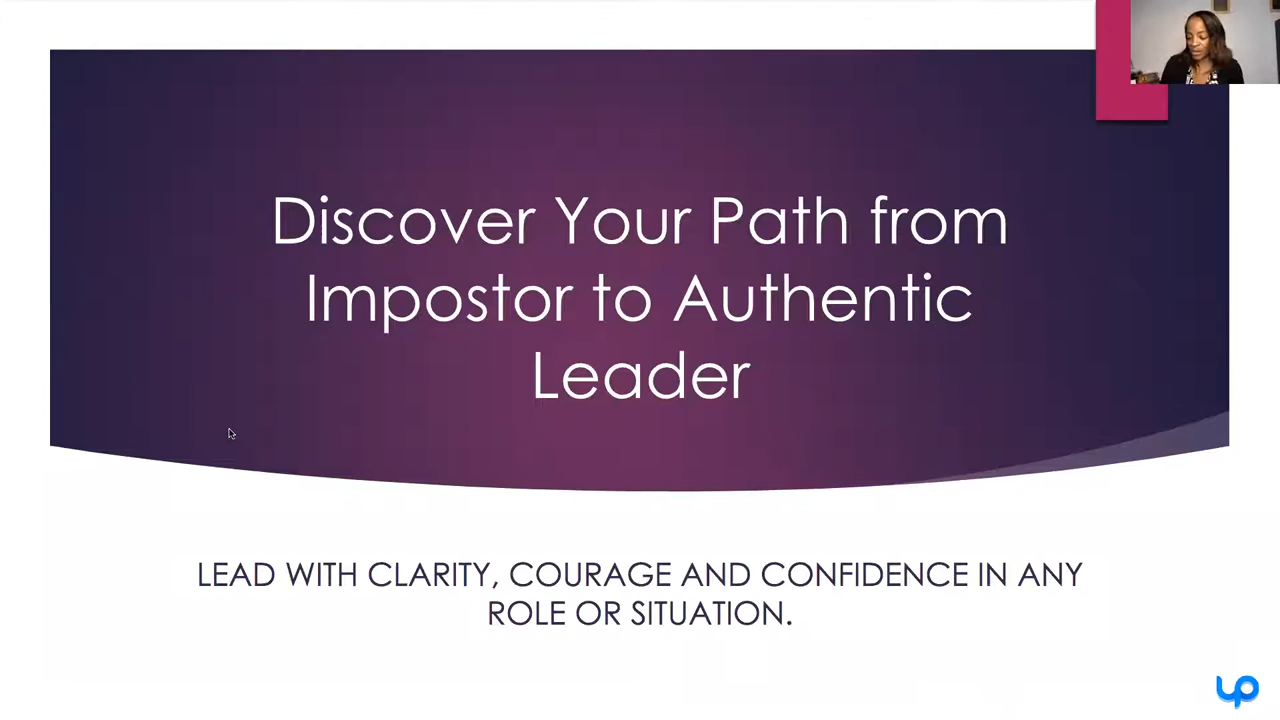 Discover Your Path from
Impostor to Authentic
Leader
LEAD WITH CLARITY, COURAGE AND CONFIDENCE IN ANY
ROLE OR SITUATION.
up